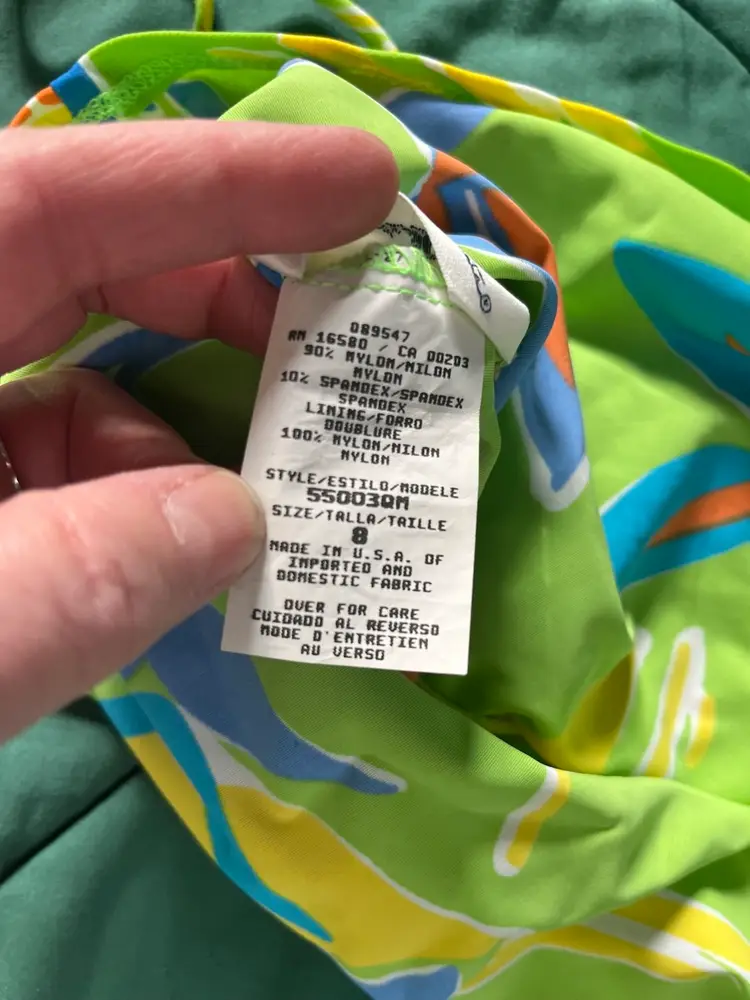 089547
RN 16580 / CA 00203
90% NYLON/NILON
NYLON
10% SPANDEX/SPANDEX
SPANDEX
LINING/FORRO
DOUBLURE
100% NYLON/NILON
NYLON
STYLE/ESTILO/MODELE
55003QM
SIZE/TALLA/TAILLE
8
MADE IN U.S.A. OF
IMPORTED AND
DOMESTIC FABRIC
OVER FOR CARE
CUIDADO AL REVERSO
MODE D'ENTRETIEN
AU VERSO